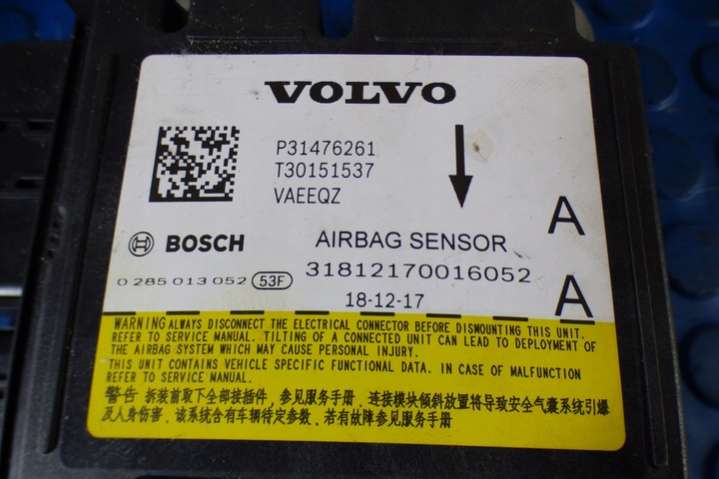 VOLVO
P31476261
T30151537
VAEEQZ
A
BOSCH
AIRBAG SENSOR
0 285 013 052 53F
31812170016052
A
18-12-17
WARNING ALWAYS DISCONNECT THE ELECTRICAL CONNECTOR BEFORE DISMOUNTING THIS UNIT.
REFER TO SERVICE MANUAL. TILTING OF A CONNECTED UNIT CAN LEAD TO DEPLOYMENT OF
THE AIRBAG SYSTEM WHICH MAY CAUSE PERSONAL INJURY.
THIS UNIT CONTAINS VEHICLE SPECIFIC FUNCTIONAL DATA. IN CASE OF MALFUNCTION
REFER TO SERVICE MANUAL.
警告 拆装前取下全部接插件，参见服务手册．连接模块倾斜放置将导致安全气囊系统引爆
及人身伤害．该系统含有车辆特定参数．若有故障参见服务手册